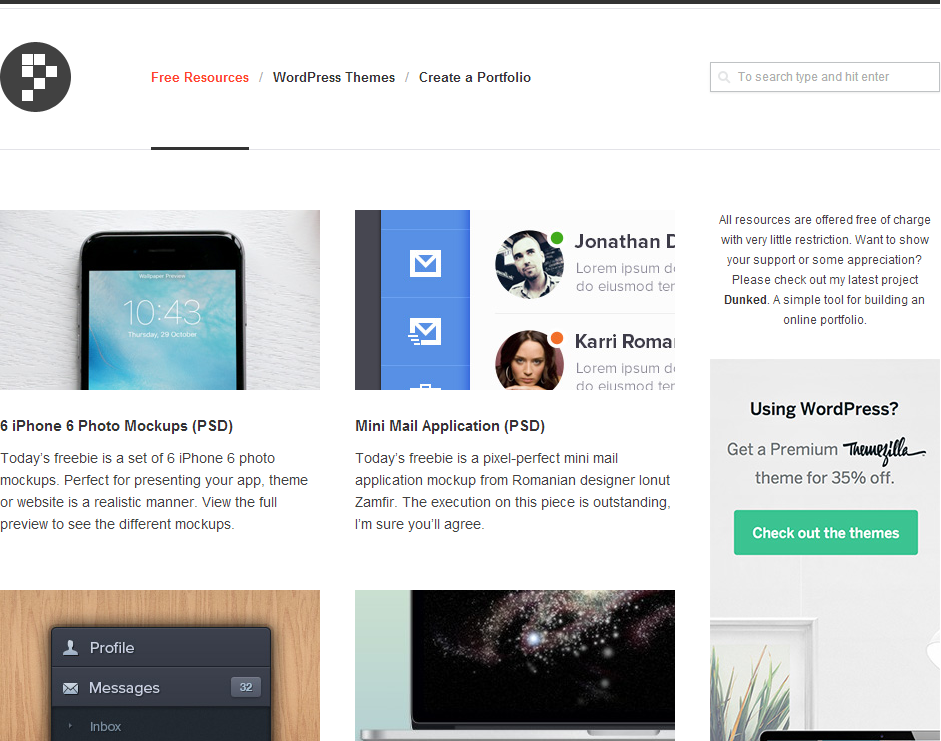 Free Resources / WordPress Themes / Create a Portfolio
To search type and hit enter
Wallpaper Preview
10:43
Thursday, 29 October
6 iPhone 6 Photo Mockups (PSD)
Today’s freebie is a set of 6 iPhone 6 photo
mockups. Perfect for presenting your app, theme
or website is a realistic manner. View the full
preview to see the different mockups.
Jonathan D
Lorem ipsum do
do eiusmod ter
Karri Roma
Lorem ipsum do
do eiusmod ter
Mini Mail Application (PSD)
Today’s freebie is a pixel-perfect mini mail
application mockup from Romanian designer Ionut
Zamfir. The execution on this piece is outstanding,
I’m sure you’ll agree.
All resources are offered free of charge
with very little restriction. Want to show
your support or some appreciation?
Please check out my latest project
Dunked. A simple tool for building an
online portfolio.
Using WordPress?
Get a Premium Themezilla
theme for 35% off.
Check out the themes
Profile
Messages 32
Inbox